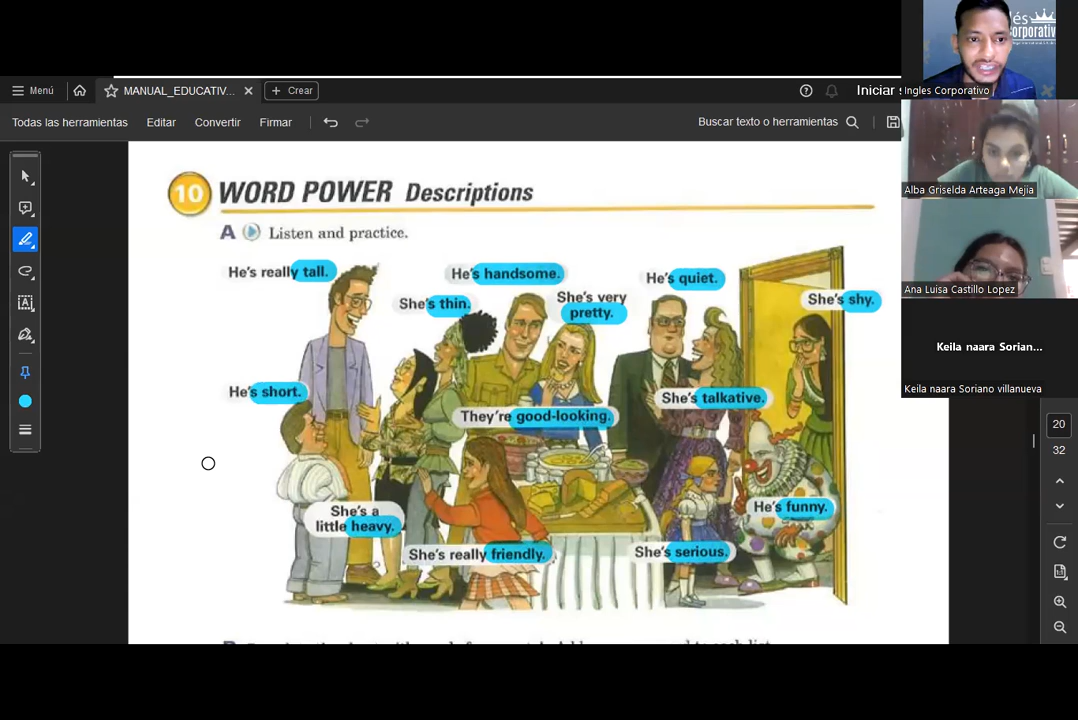 és
orporativ
Ingles Corporativo
Menú
MANUAL_EDUCATIV...
Crear
Iniciar s
Todas las herramientas
Editar
Convertir
Firmar
Buscar texto o herramientas
Alba Griselda Arteaga Mejia
10 WORD POWER Descriptions
A Listen and practice.
He's really tall.
He's handsome.
He's quiet.
She's thin.
She's very
pretty.
She's shy.
Ana Luisa Castillo Lopez
Keila naara Sorian...
Keila naara Soriano villanueva
He's short.
She's talkative.
They're good-looking.
20
32
She's a
little heavy.
He's funny.
She's really friendly.
She's serious.